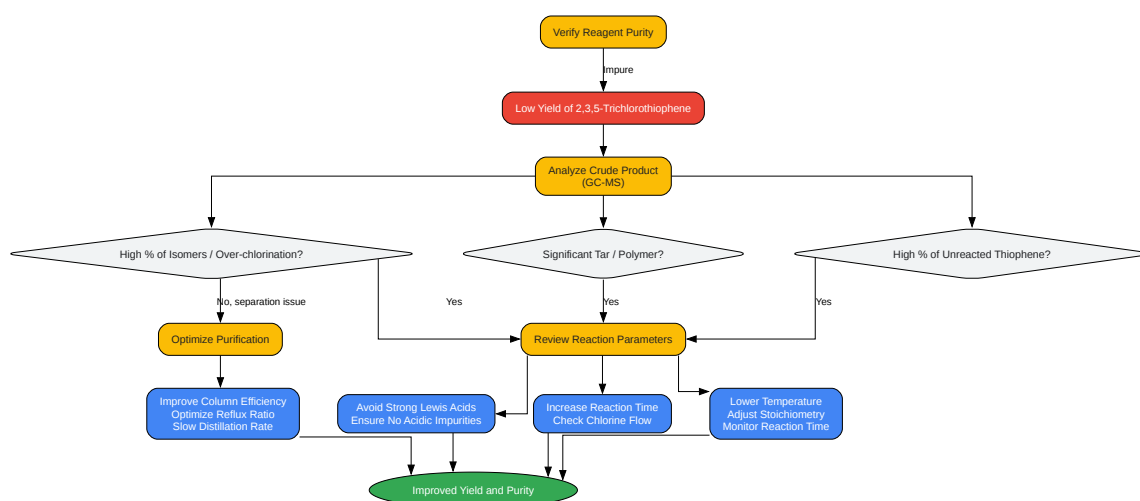 Verify Reagent Purity
Impure
Low Yield of 2,3,5-Trichlorothiophene
Analyze Crude Product
(GC-MS)
High % of Isomers / Over-chlorination?
Significant Tar / Polymer?
High % of Unreacted Thiophene?
No, separation issue
Yes
Yes
Yes
Optimize Purification
Review Reaction Parameters
Improve Column Efficiency
Optimize Reflux Ratio
Slow Distillation Rate
Avoid Strong Lewis Acids
Ensure No Acidic Impurities
Increase Reaction Time
Check Chlorine Flow
Lower Temperature
Adjust Stoichiometry
Monitor Reaction Time
Improved Yield and Purity